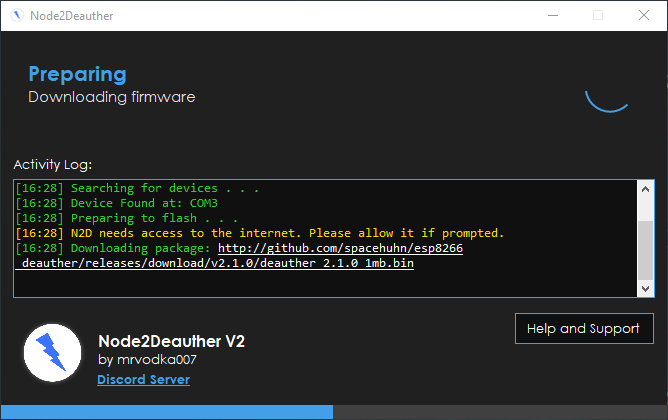 Node2Deauther
Preparing
Downloading firmware
Activity Log:
[16:28] Searching for devices . . .
[16:28] Device Found at: COM3
[16:28] Preparing to flash . . .
[16:28] N2D needs access to the internet. Please allow it if prompted.
[16:28] Downloading package: http://github.com/spacehuhn/esp8266
_deauther/releases/download/v2.1.0/deauther_2.1.0_1mb.bin
Help and Support
Node2Deauther V2
by mrvodka007
Discord Server